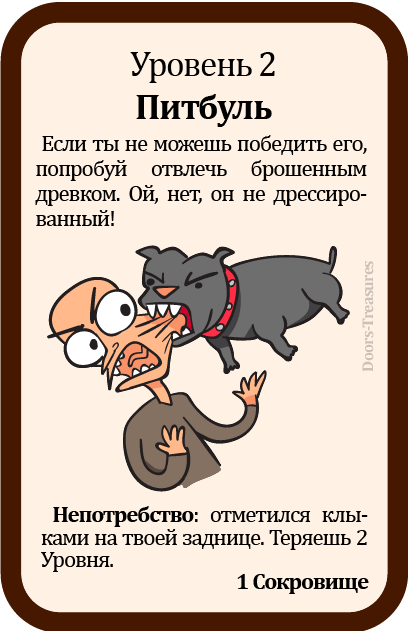 Уровень 2
Питбуль
Если ты не можешь победить его,
попробуй отвлечь брошенным
древком. Ой, нет, он не дрессиро-
ванный!
Doors-Treasures
Непотребство: отметился клы-
ками на твоей заднице. Теряешь 2
Уровня.
1 Сокровище